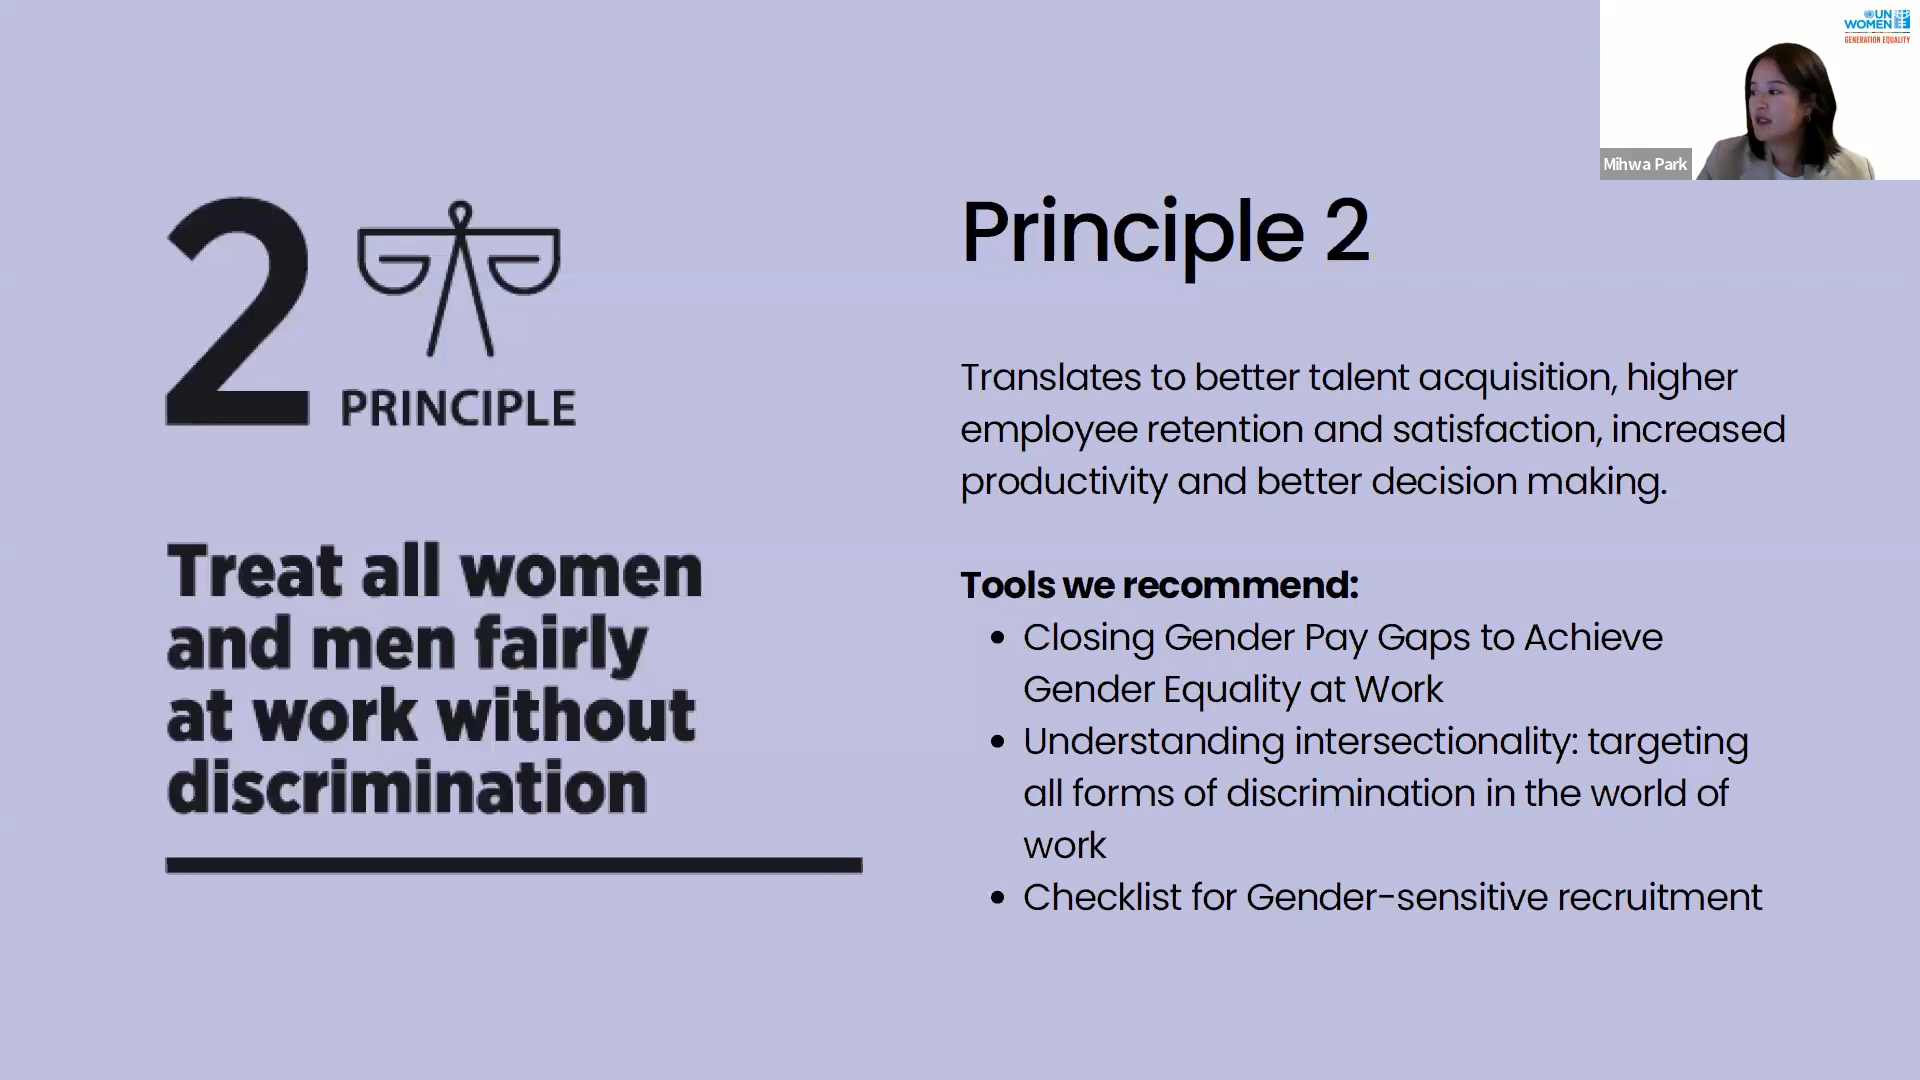 UN
WOMEN
GENERATION EQUALITY
Mihwa Park
2
PRINCIPLE
Treat all women
and men fairly
at work without
discrimination
Principle 2
Translates to better talent acquisition, higher
employee retention and satisfaction, increased
productivity and better decision making.
Tools we recommend:
• Closing Gender Pay Gaps to Achieve
Gender Equality at Work
• Understanding intersectionality: targeting
all forms of discrimination in the world of
work
• Checklist for Gender-sensitive recruitment